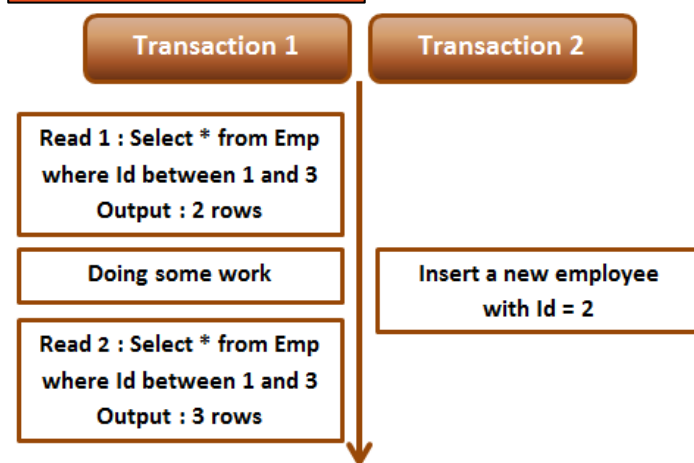 Transaction 1
Transaction 2
Read 1 : Select * from Emp
where Id between 1 and 3
Output : 2 rows
Doing some work
Insert a new employee
with Id = 2
Read 2 : Select * from Emp
where Id between 1 and 3
Output : 3 rows